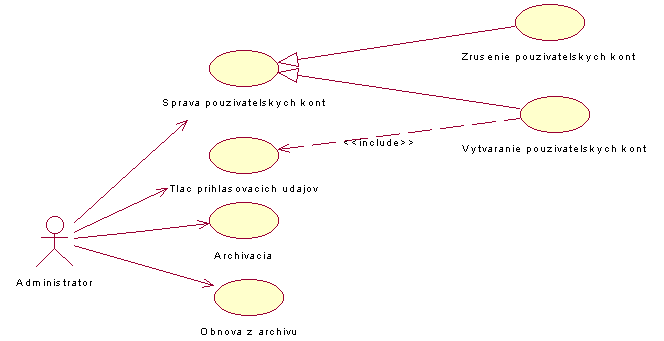 Zrusenie pouzivatelskych kont
Sprava pouzivatelskych kont
<<include>>
Vytvaranie pouzivatelskych kont
Tlac prihlasovacich udajov
Archivacia
Administrator
Obnova z archivu